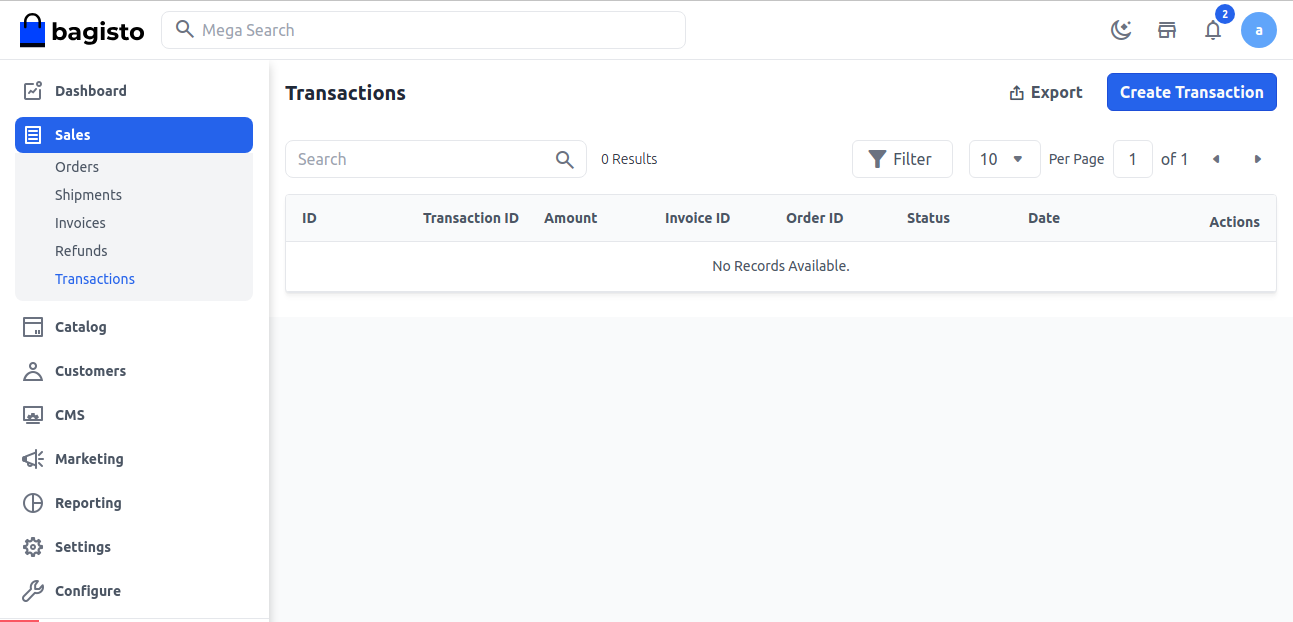 bagisto
Mega Search
2
a
Dashboard
Sales
Orders
Shipments
Invoices
Refunds
Transactions
Catalog
Customers
CMS
Marketing
Reporting
Settings
Configure
Transactions
Export
Create Transaction
Search
0 Results
Filter
10
Per Page
1
of 1
ID Transaction ID Amount Invoice ID Order ID Status Date Actions
No Records Available.